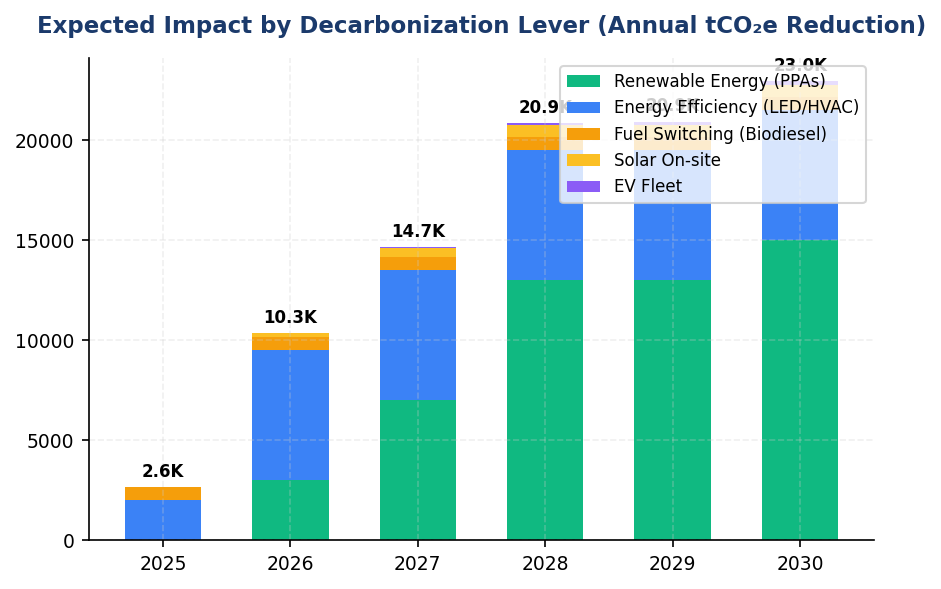 Expected Impact by Decarbonization Lever (Annual tCO₂e Reduction)
23.0K
Renewable Energy (PPAs)
20.9K
Energy Efficiency (LED/HVAC)
Fuel Switching (Biodiesel)
20000
Solar On-site
EV Fleet
14.7K
15000
10.3K
10000
5000
2.6K
0
2025 2026 2027 2028 2029 2030